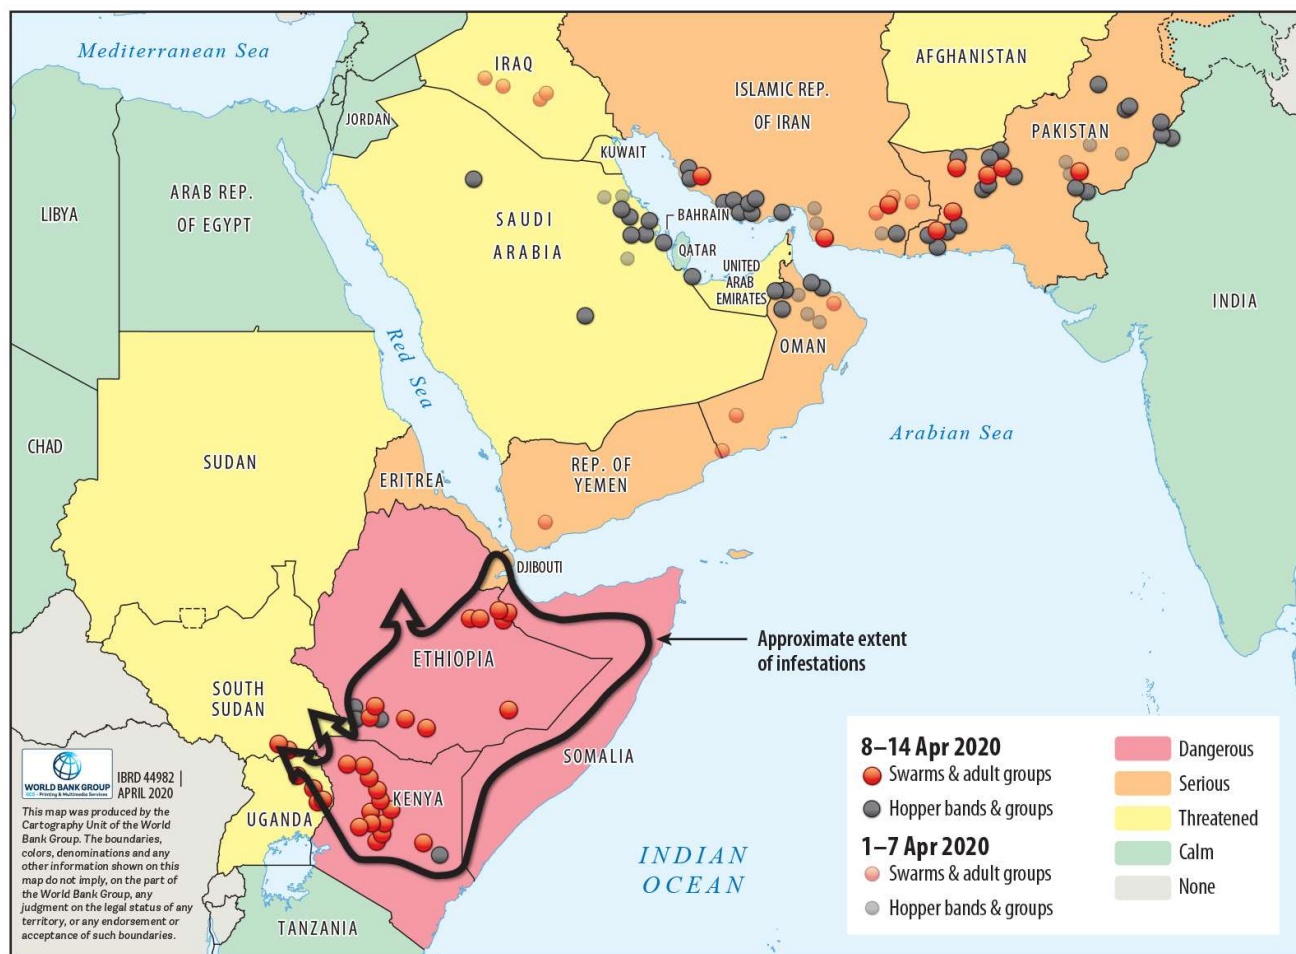 Mediterranean Sea
IRAQ
AFGHANISTAN
ISLAMIC REP.
OF IRAN
JORDAN
PAKISTAN
KUWAIT
LIBYA
ARAB REP.
OF EGYPT
SAUDI
ARABIA
BAHRAIN
QATAR
UNITED
ARAB
EMIRATES
INDIA
OMAN
Red Sea
Arabian Sea
CHAD
SUDAN
ERITREA
REP. OF
YEMEN
DJIBOUTI
Approximate extent
of infestations
ETHIOPIA
SOUTH
SUDAN
SOMALIA
KENYA
UGANDA
INDIAN
OCEAN
TANZANIA
8–14 Apr 2020
Swarms & adult groups
Hopper bands & groups
1–7 Apr 2020
Swarms & adult groups
Hopper bands & groups
Dangerous
Serious
Threatened
Calm
None
WORLD BANK GROUP
Printing & Multimedia Services
IBRD 44982 |
APRIL 2020
This map was produced by the
Cartography Unit of the World
Bank Group. The boundaries,
colors, denominations and any
other information shown on this
map do not imply, on the part of
the World Bank Group, any
judgment on the legal status of any
territory, or any endorsement or
acceptance of such boundaries.